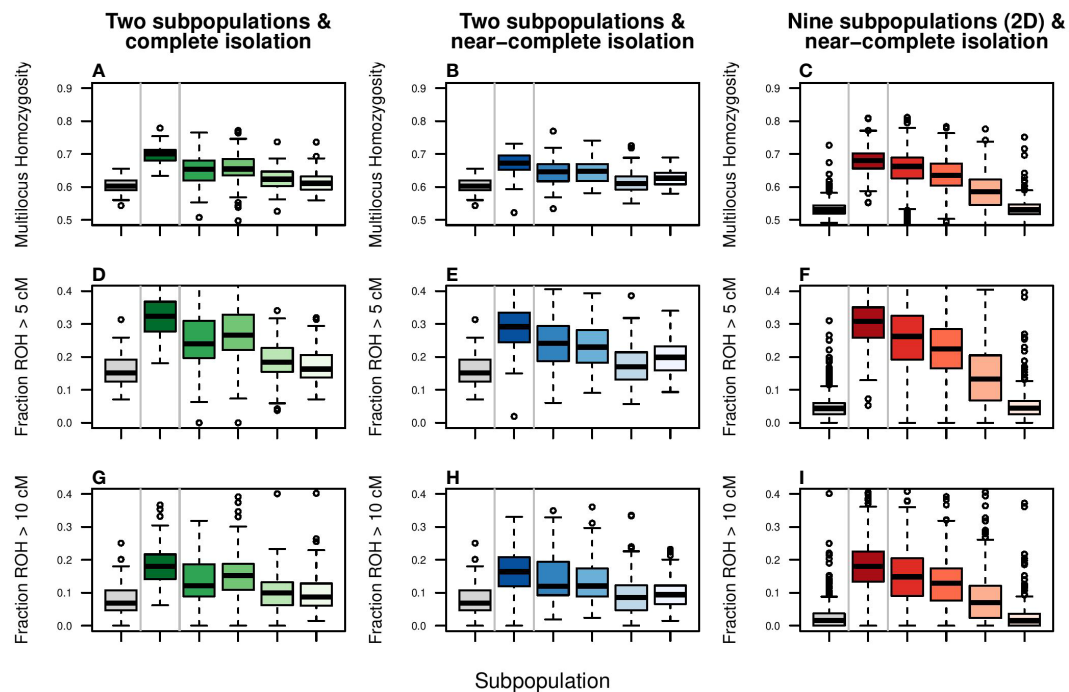 Two subpopulations &
complete isolation
Two subpopulations &
near−complete isolation
Nine subpopulations (2D) &
near−complete isolation
A
Multilocus Homozygosity
0.9
0.8
0.7
0.6
0.5
B
Multilocus Homozygosity
0.9
0.8
0.7
0.6
0.5
C
Multilocus Homozygosity
0.9
0.8
0.7
0.6
0.5
D
Fraction ROH > 5 cM
0.4
0.3
0.2
0.1
0.0
E
Fraction ROH > 5 cM
0.4
0.3
0.2
0.1
0.0
F
Fraction ROH > 5 cM
0.4
0.3
0.2
0.1
0.0
G
Fraction ROH > 10 cM
0.4
0.3
0.2
0.1
0.0
H
Fraction ROH > 10 cM
0.4
0.3
0.2
0.1
0.0
I
Fraction ROH > 10 cM
0.4
0.3
0.2
0.1
0.0
Subpopulation